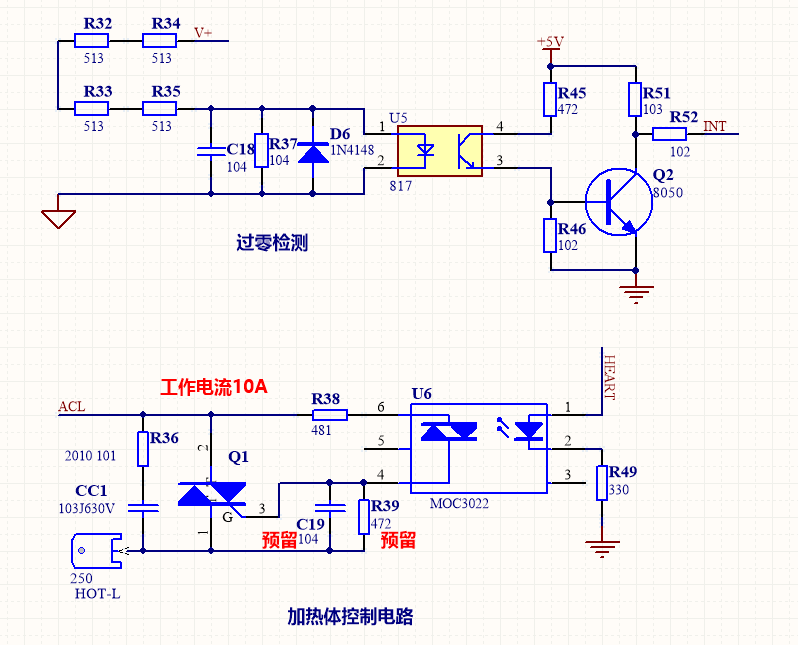 R32 R34 V+
513 513
R33 R35
513 513
+5V
R45 472
R51 103
R52 INT
102
U5
1 4
2 3
817
C18 104
R37 104
D6 1N4148
Q2
8050
R46 102
过零检测
工作电流10A
ACL
R38
481
U6
6 1
5 2
4 3
MOC3022
HEART
R49 330
R36
2010 101
Q1
2
G
3
1
CC1
103J630V
C19 104
R39 472
预留 预留
250
HOT-L
加热体控制电路